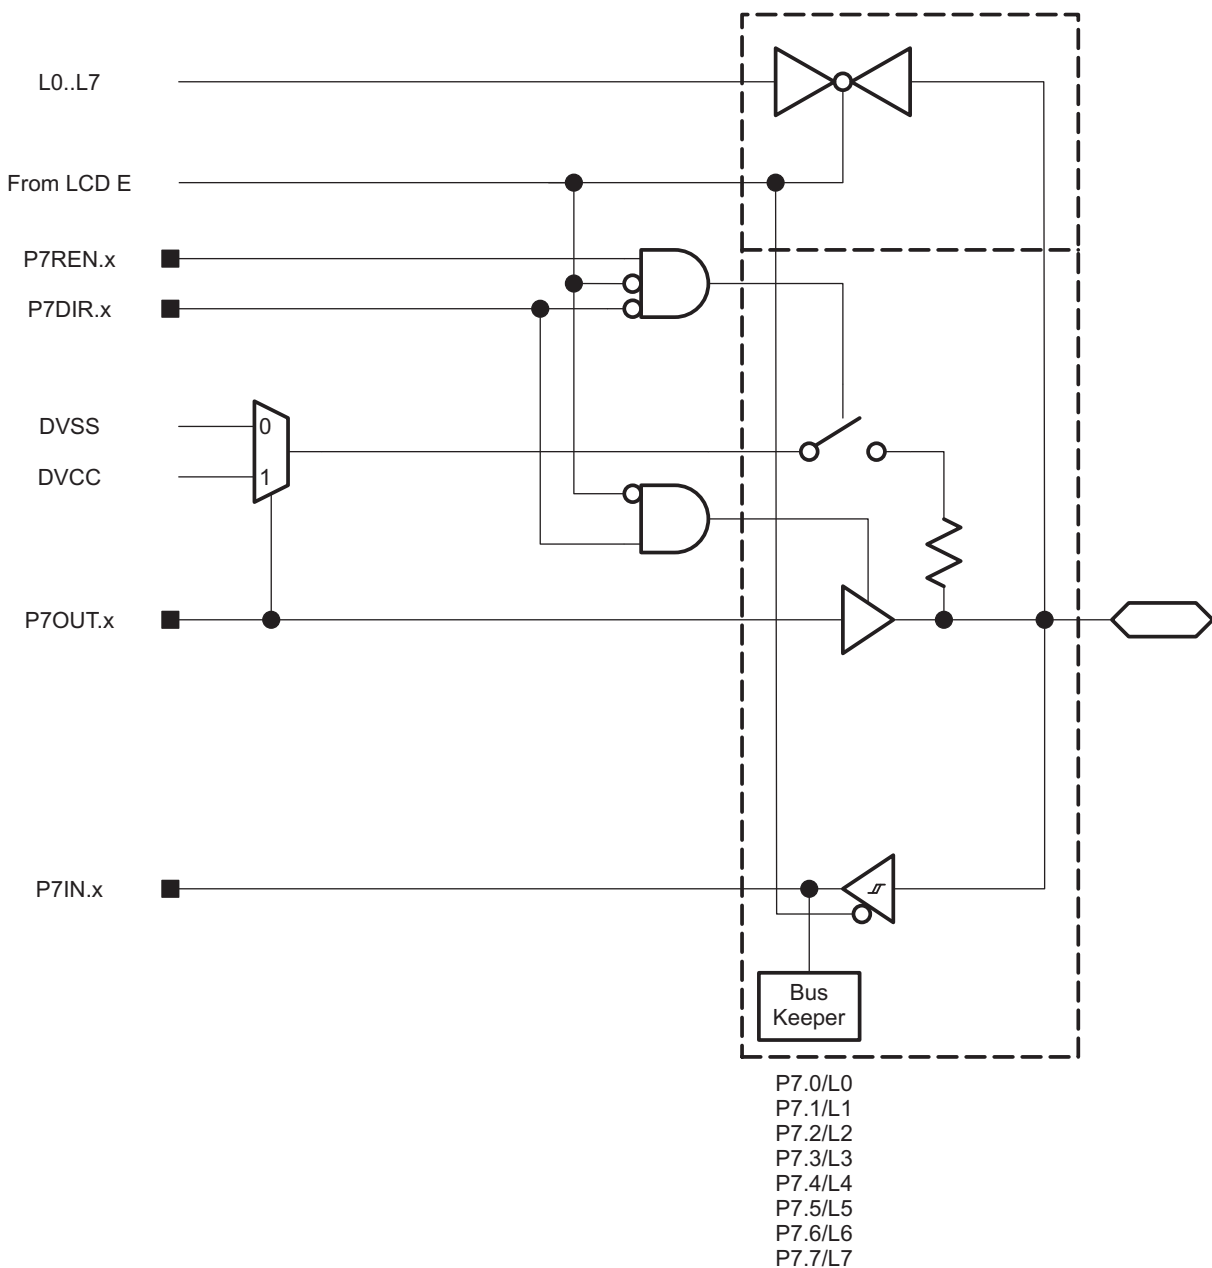 L0..L7
From LCD E
P7REN.x
P7DIR.x
DVSS
0
DVCC
1
P7OUT.x
P7IN.x
Bus
Keeper
P7.0/L0
P7.1/L1
P7.2/L2
P7.3/L3
P7.4/L4
P7.5/L5
P7.6/L6
P7.7/L7